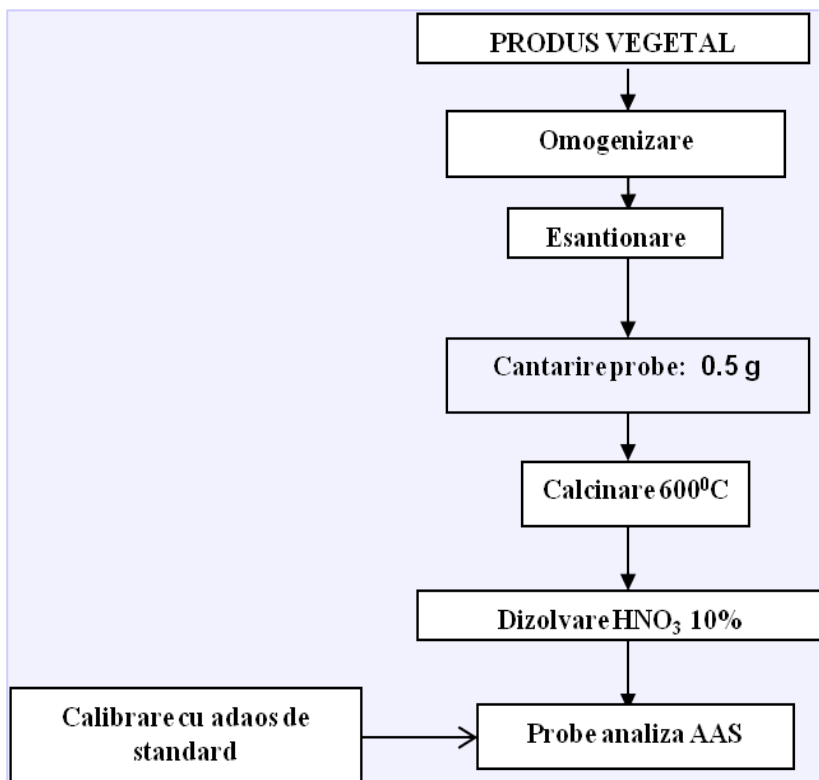 PRODUS VEGETAL
Omogenizare
Esantionare
Cantarire probe: 0.5 g
Calcinare 600⁰C
Dizolvare HNO₃ 10%
Calibrare cu adaos de
standard
Probe analiza AAS